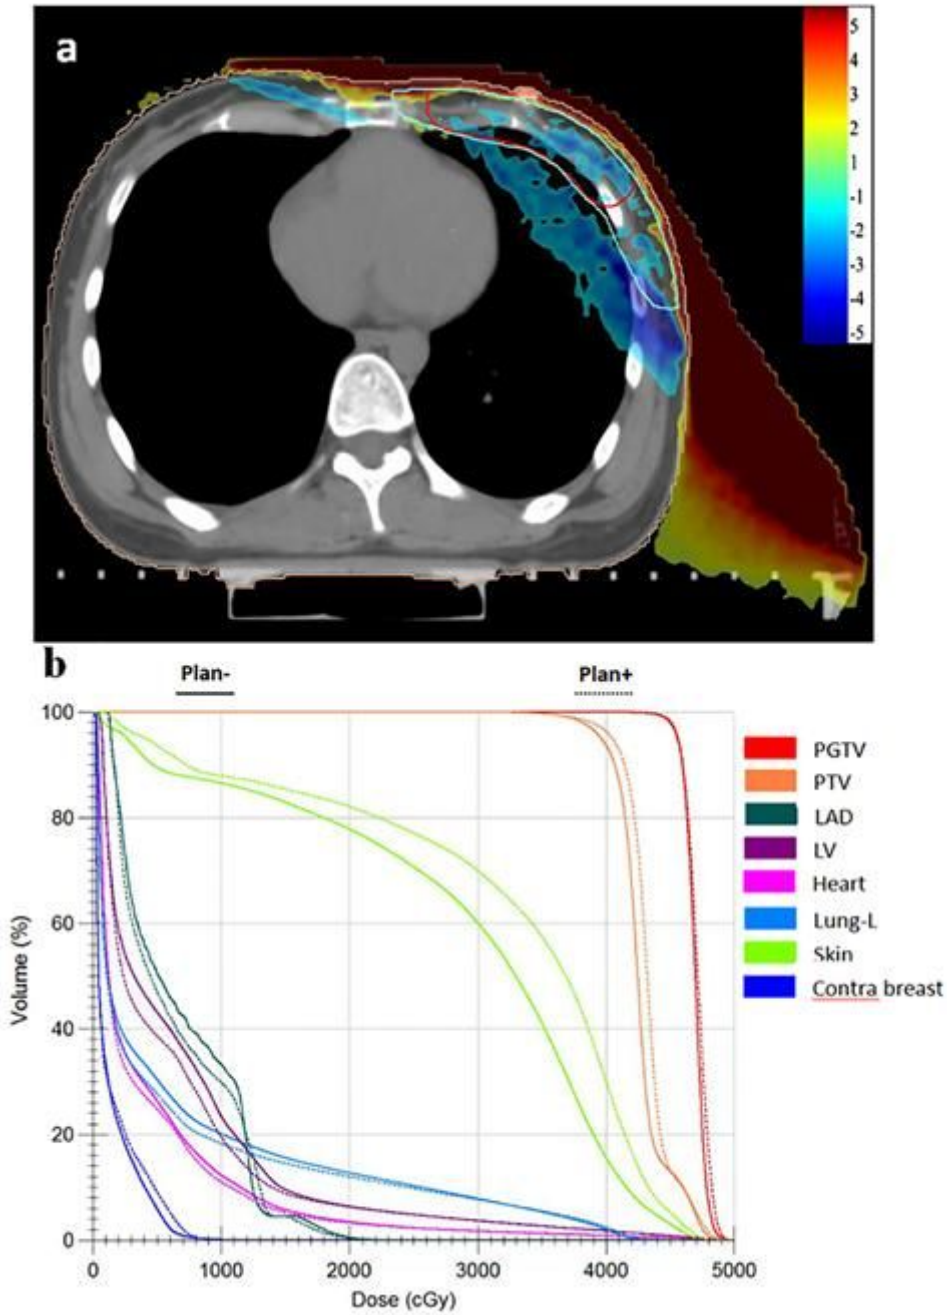 a
5
4
3
2
1
-1
-2
-3
-4
-5
b
Plan-
Plan+
100
80
60
40
20
0
Volume (%)
0 1000 2000 3000 4000 5000
Dose (cGy)
PGTV
PTV
LAD
LV
Heart
Lung-L
Skin
Contra breast